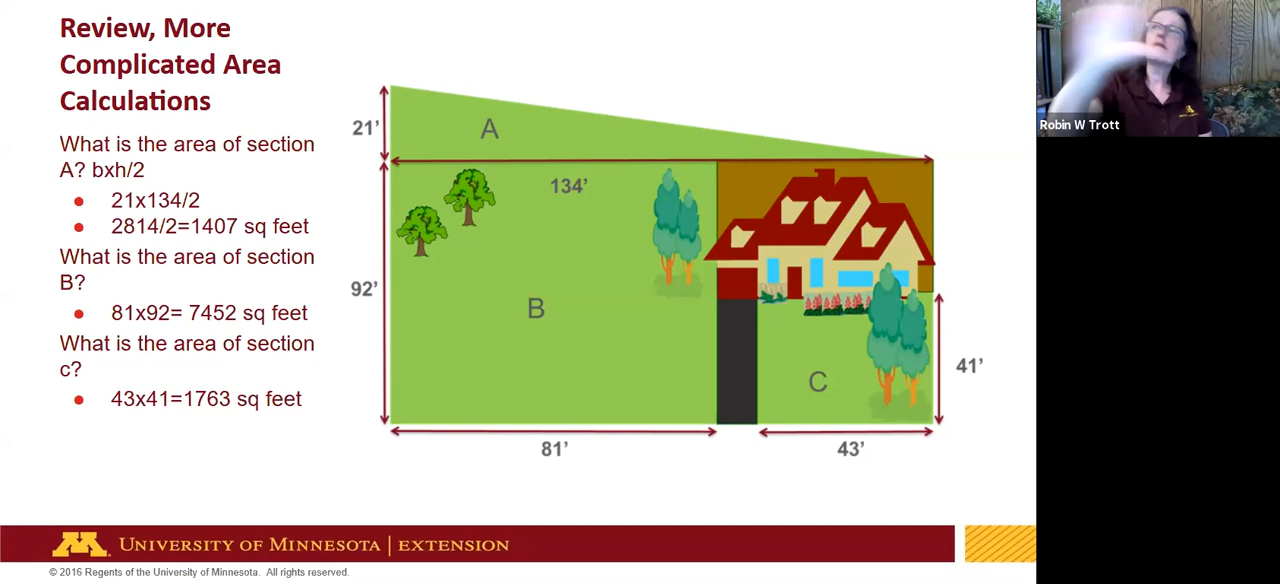 Review, More
Complicated Area
Calculations
What is the area of section
A? bxh/2
• 21x134/2
• 2814/2=1407 sq feet
What is the area of section
B?
• 81x92= 7452 sq feet
What is the area of section
c?
• 43x41=1763 sq feet
21’
A
134’
92’
B
C
41’
81’
43’
Robin W Trott
UNIVERSITY OF MINNESOTA | EXTENSION
© 2016 Regents of the University of Minnesota. All rights reserved.